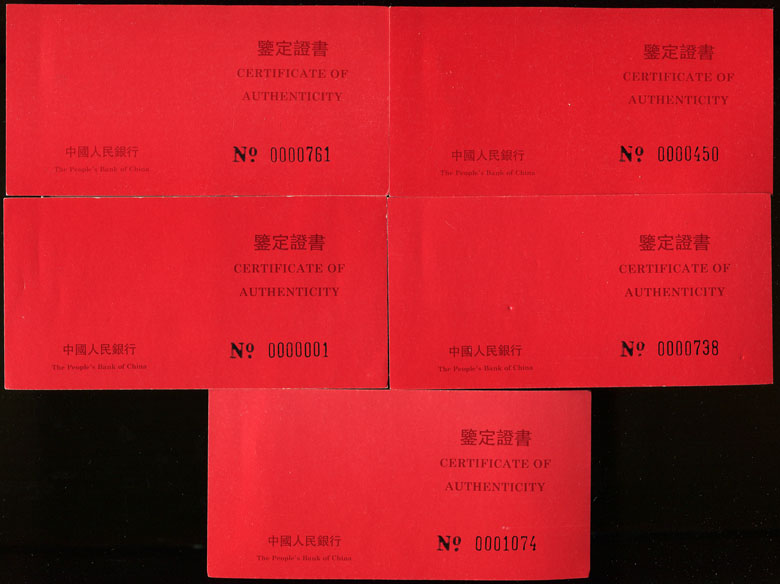 鑒定證書
CERTIFICATE OF
AUTHENTICITY
中國人民銀行
The People's Bank of China
Nº 0000761
鑒定證書
CERTIFICATE OF
AUTHENTICITY
中國人民銀行
The People's Bank of China
Nº 0000450
鑒定證書
CERTIFICATE OF
AUTHENTICITY
中國人民銀行
The People's Bank of China
Nº 0000001
鑒定證書
CERTIFICATE OF
AUTHENTICITY
中國人民銀行
The People's Bank of China
Nº 0000738
鑒定證書
CERTIFICATE OF
AUTHENTICITY
中國人民銀行
The People's Bank of China
Nº 0001074